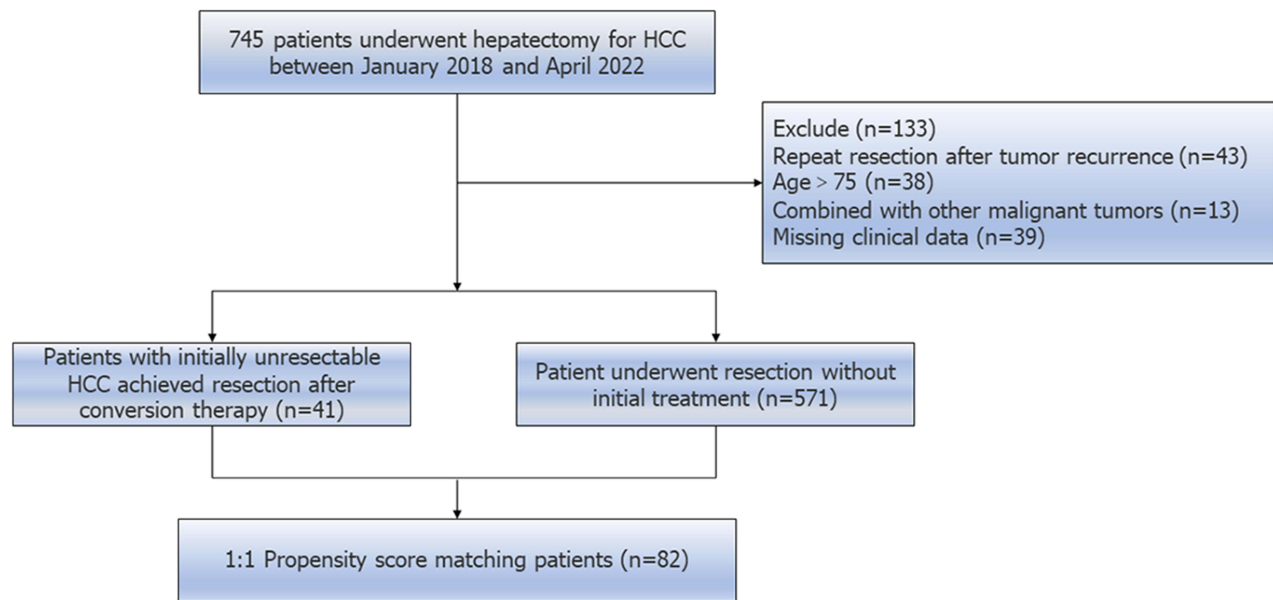 745 patients underwent hepatectomy for HCC
between January 2018 and April 2022
Exclude (n=133)
Repeat resection after tumor recurrence (n=43)
Age > 75 (n=38)
Combined with other malignant tumors (n=13)
Missing clinical data (n=39)
Patients with initially unresectable
HCC achieved resection after
conversion therapy (n=41)
Patient underwent resection without
initial treatment (n=571)
1:1 Propensity score matching patients (n=82)